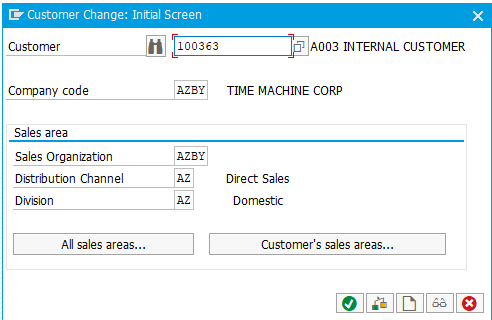 Customer Change: Initial Screen
Customer 100363 A003 INTERNAL CUSTOMER
Company code AZBY TIME MACHINE CORP
Sales area
Sales Organization AZBY
Distribution Channel AZ Direct Sales
Division AZ Domestic
All sales areas... Customer's sales areas...